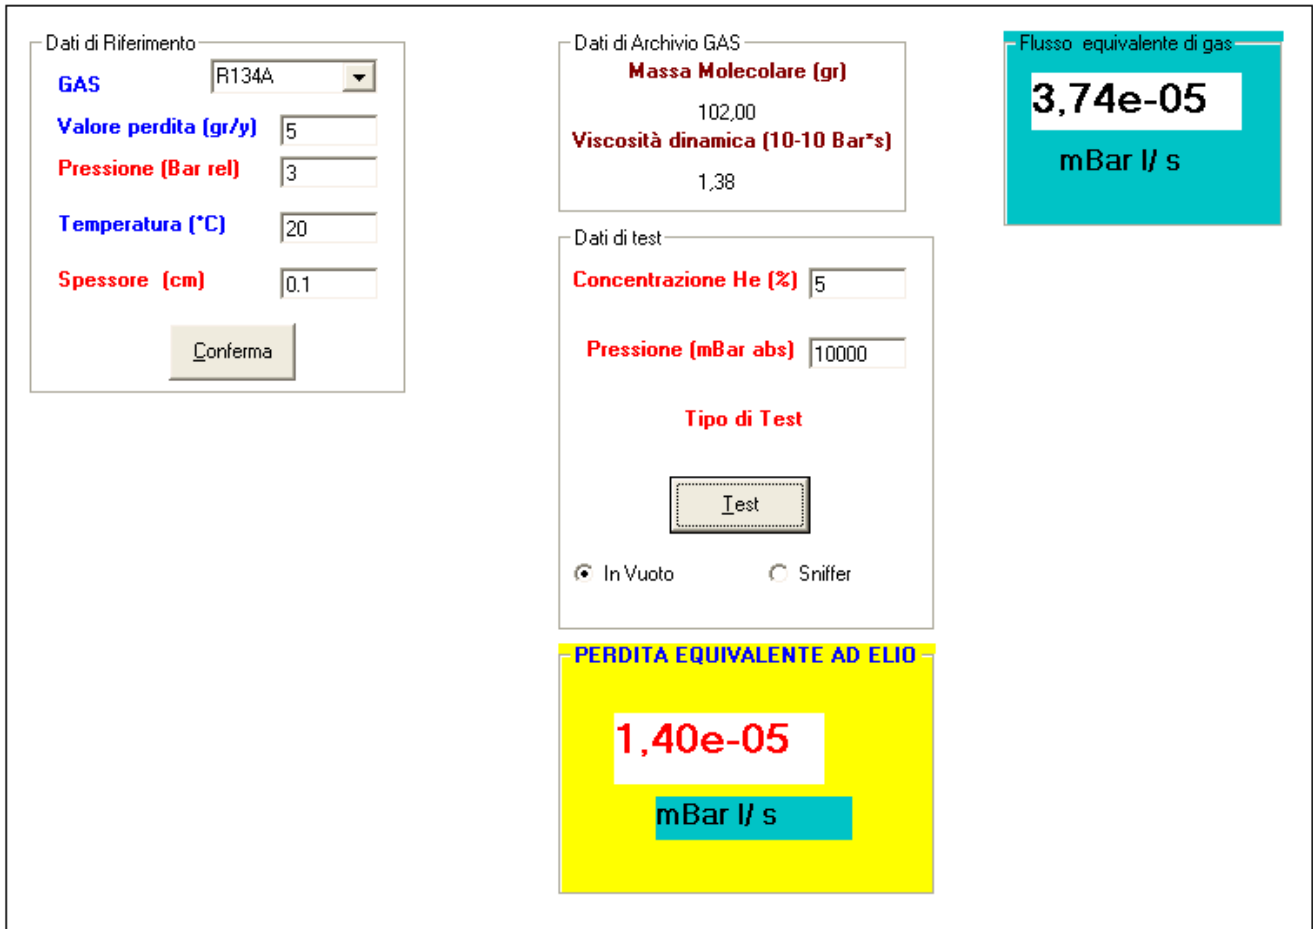 Dati di Riferimento
GAS R134A
Valore perdita (gr/y) 5
Pressione (Bar rel) 3
Temperatura (°C) 20
Spessore (cm) 0.1
Conferma
Dati di Archivio GAS
Massa Molecolare (gr)
102,00
Viscosità dinamica (10-10 Bar*s)
1,38
Flusso equivalente di gas
3,74e-05
mBar l/ s
Dati di test
Concentrazione He (%) 5
Pressione (mBar abs) 10000
Tipo di Test
Test
In Vuoto Sniffer
PERDITA EQUIVALENTE AD ELIO
1,40e-05
mBar l/ s